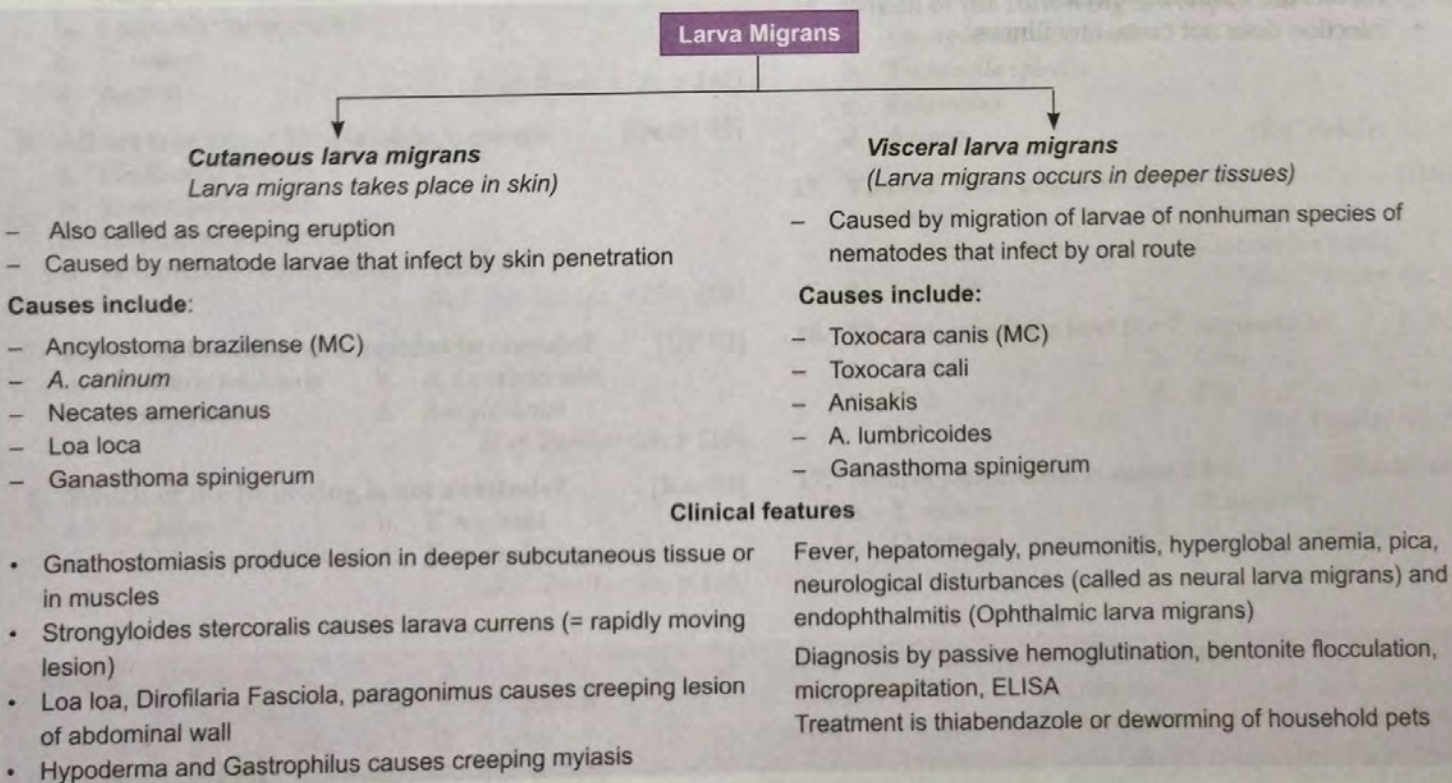 Larva Migrans
Cutaneous larva migrans
Larva migrans takes place in skin)
– Also called as creeping eruption
– Caused by nematode larvae that infect by skin penetration
Causes include:
– Ancylostoma brazilense (MC)
– A. caninum
– Necates americanus
– Loa loca
– Ganasthoma spinigerum
Visceral larva migrans
(Larva migrans occurs in deeper tissues)
– Caused by migration of larvae of nonhuman species of
nematodes that infect by oral route
Causes include:
– Toxocara canis (MC)
– Toxocara cali
– Anisakis
– A. lumbricoides
– Ganasthoma spinigerum
Clinical features
• Gnathostomiasis produce lesion in deeper subcutaneous tissue or
in muscles
• Strongyloides stercoralis causes larava currens (= rapidly moving
lesion)
• Loa loa, Dirofilaria Fasciola, paragonimus causes creeping lesion
of abdominal wall
• Hypoderma and Gastrophilus causes creeping myiasis
Fever, hepatomegaly, pneumonitis, hyperglobal anemia, pica,
neurological disturbances (called as neural larva migrans) and
endophthalmitis (Ophthalmic larva migrans)
Diagnosis by passive hemoglutination, bentonite flocculation,
micropreapitation, ELISA
Treatment is thiabendazole or deworming of household pets